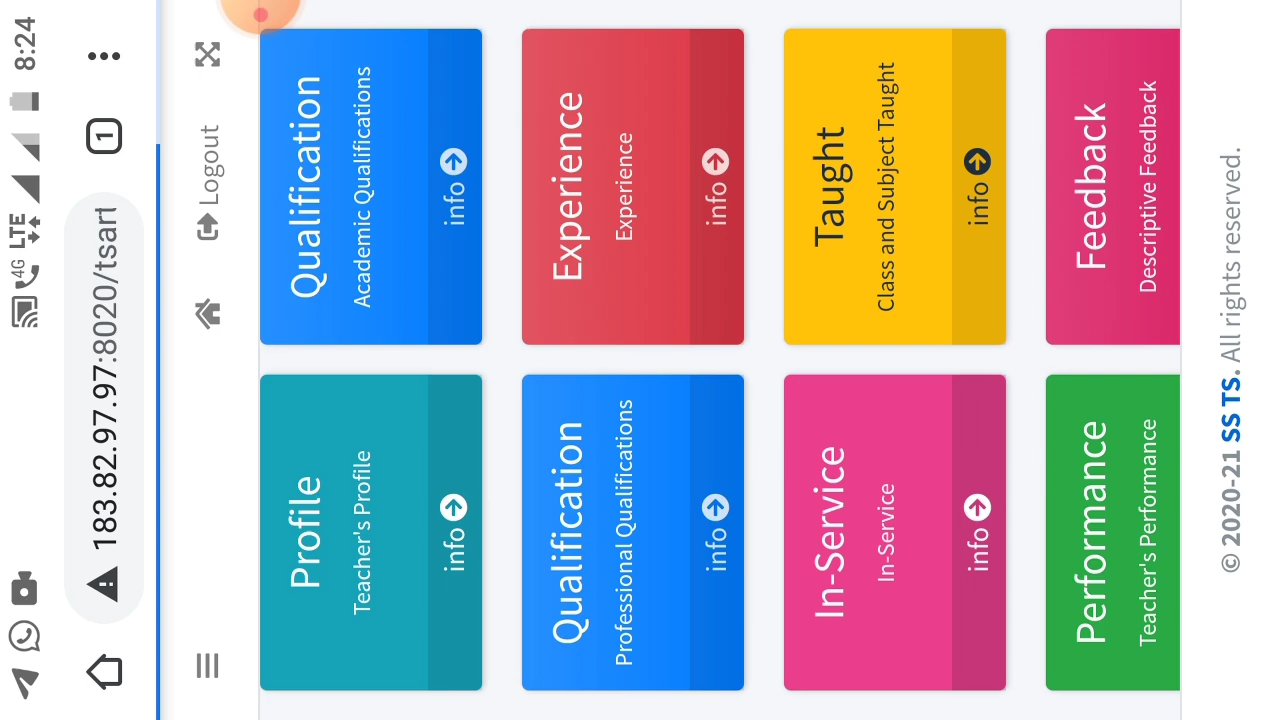 8:24
4G LTE
183.82.97.97:8020/tsart
1
Logout
Profile
Teacher's Profile
info
Qualification
Academic Qualifications
info
Qualification
Professional Qualifications
info
Experience
Experience
info
In-Service
In-Service
info
Taught
Class and Subject Taught
info
Performance
Teacher's Performance
Feedback
Descriptive Feedback
© 2020-21 SS TS. All rights reserved.